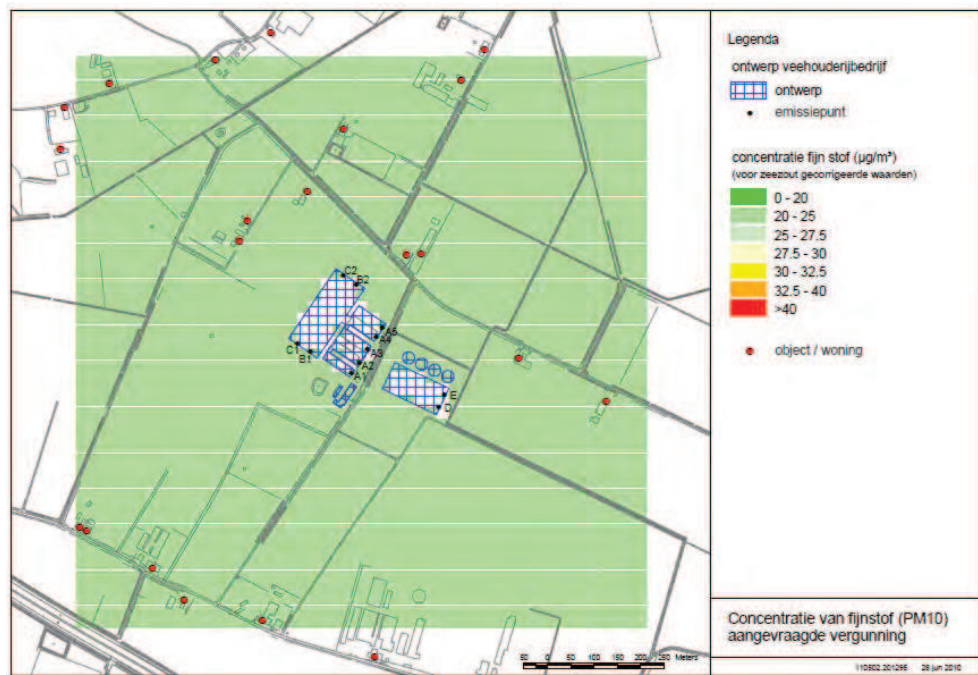 Legenda
ontwerp veehouderijbedrijf
ontwerp
emissiepunt
concentratie fijn stof (µg/m³)
(voor zeezout gecorrigeerde waarden)
0 - 20
20 - 25
25 - 27.5
27.5 - 30
30 - 32.5
32.5 - 40
>40
object / woning
C2
B2
A5
A4
C1
A3
B1
A2
A1
E
D
50 0 50 100 150 200 250 Meters
Concentratie van fijnstof (PM10)
aangevraagde vergunning
110502.201295 28 jun 2010